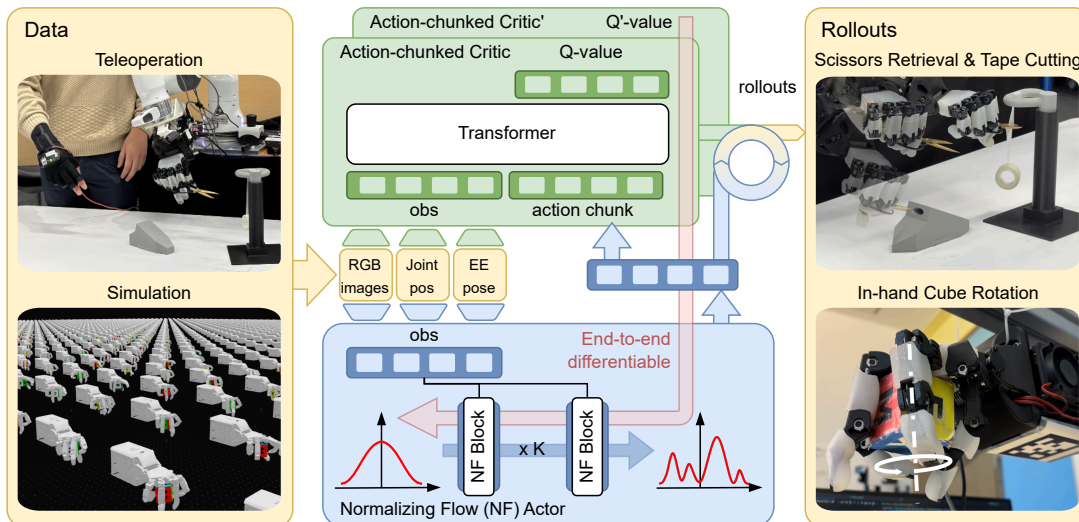 Data
Teleoperation
Simulation
Action-chunked Critic' Q'-value
Action-chunked Critic Q-value
Transformer
obs action chunk
RGB images
Joint pos
EE pose
obs
End-to-end
differentiable
NF Block
x K
NF Block
Normalizing Flow (NF) Actor
rollouts
Rollouts
Scissors Retrieval & Tape Cutting
In-hand Cube Rotation